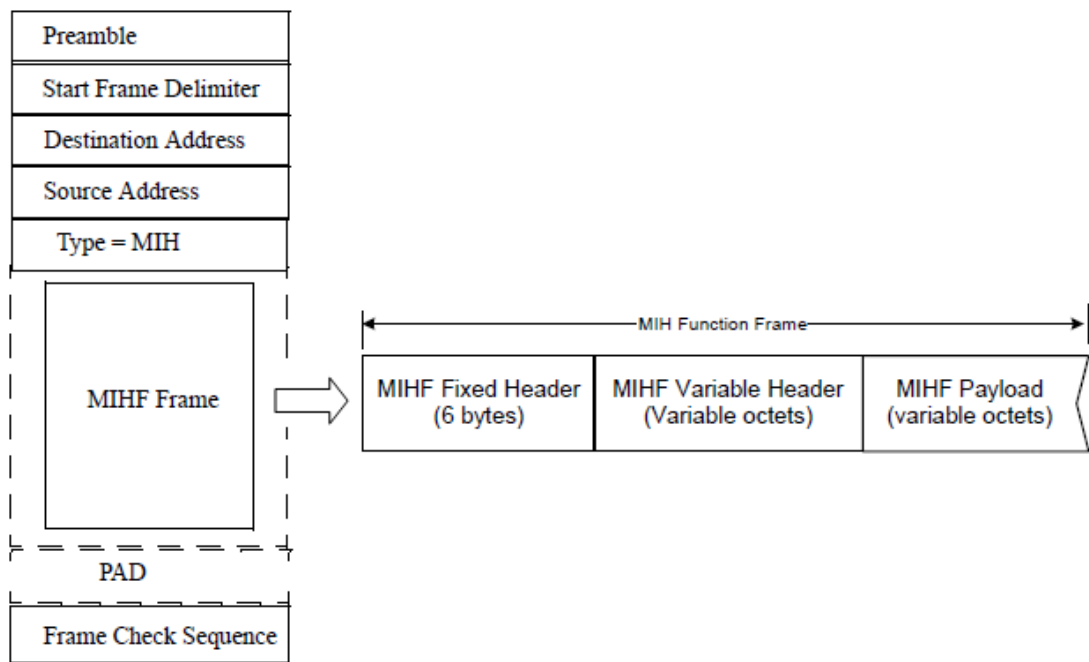 Preamble
Start Frame Delimiter
Destination Address
Source Address
Type = MIH
MIHF Frame
PAD
Frame Check Sequence
MIH Function Frame
MIHF Fixed Header
(6 bytes)
MIHF Variable Header
(Variable octets)
MIHF Payload
(variable octets)